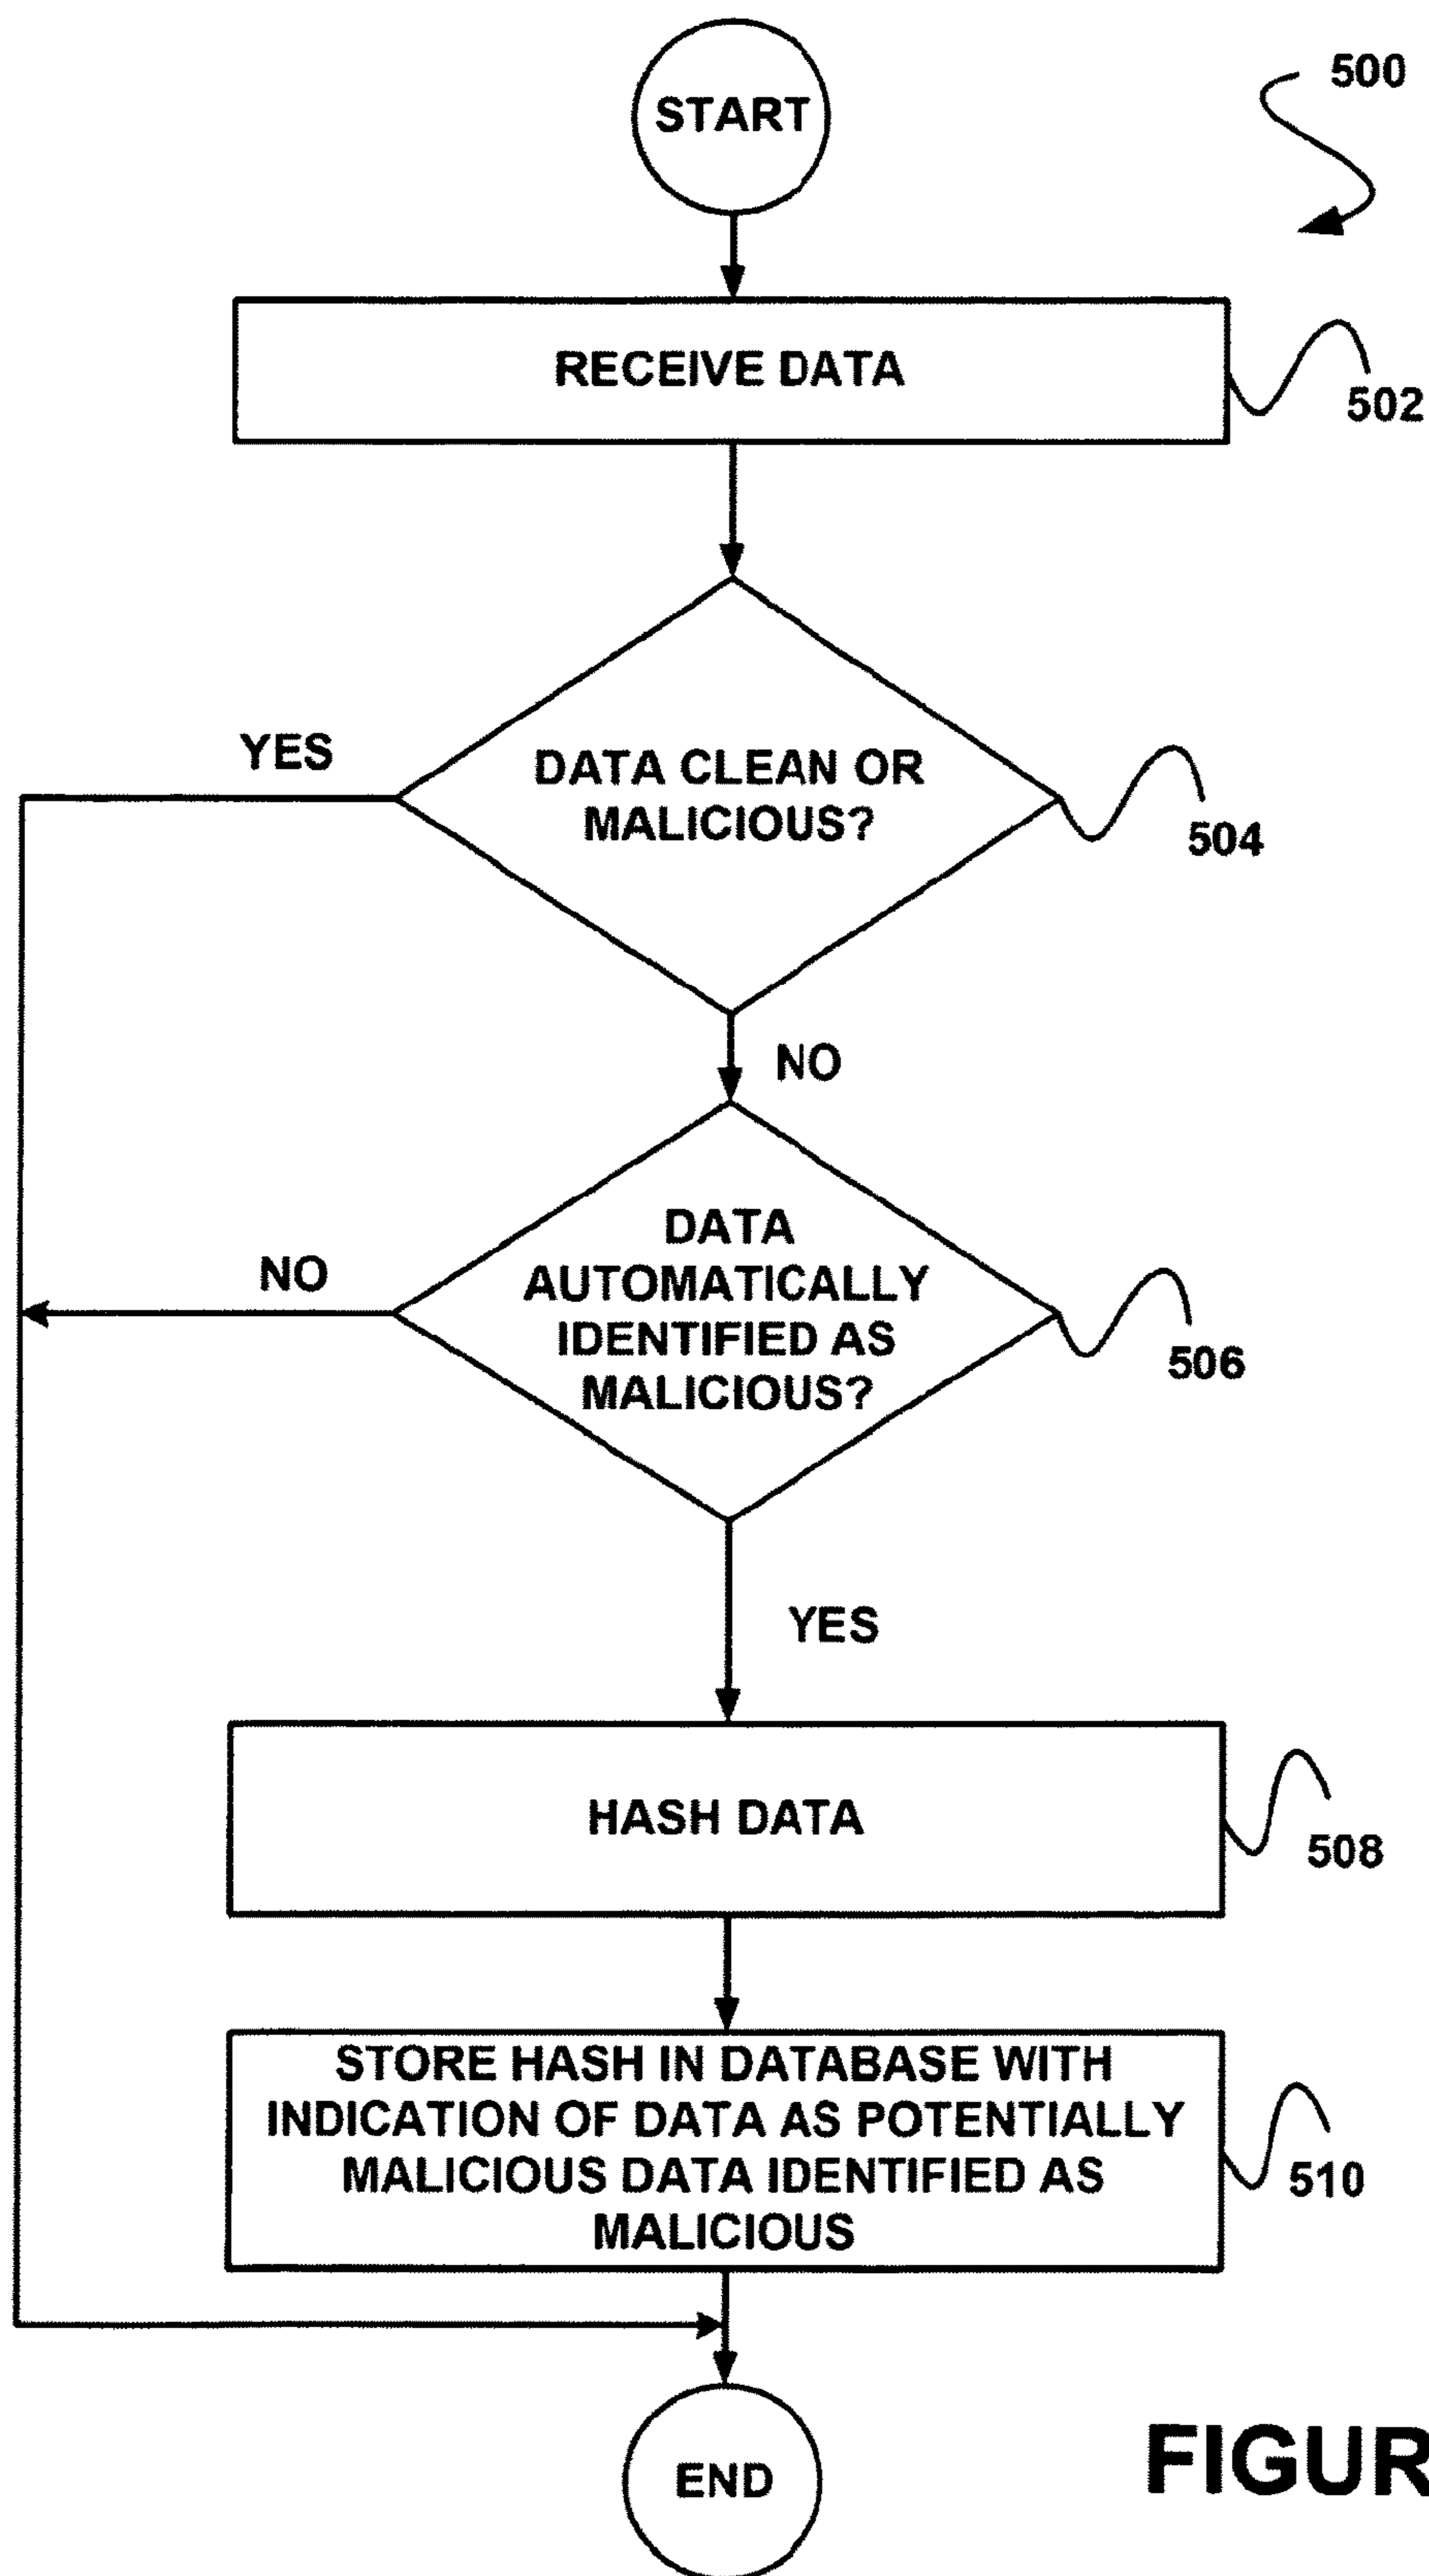 START
500
RECEIVE DATA
502
YES
DATA CLEAN OR
MALICIOUS?
504
NO
DATA
AUTOMATICALLY
IDENTIFIED AS
MALICIOUS?
NO
506
YES
HASH DATA
508
STORE HASH IN DATABASE WITH
INDICATION OF DATA AS POTENTIALLY
MALICIOUS DATA IDENTIFIED AS
MALICIOUS
510
END
FIGUR